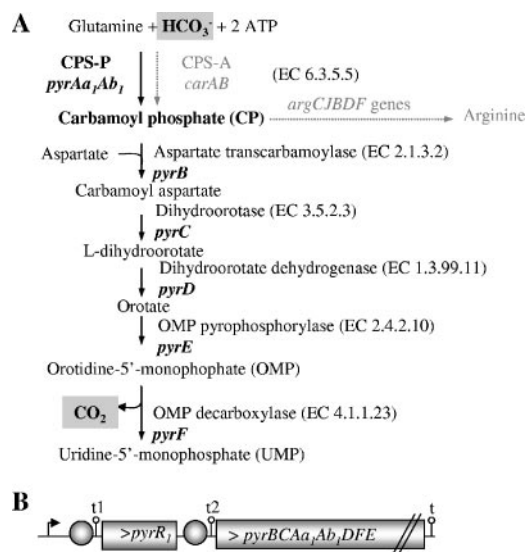 A
Glutamine + HCO3- + 2 ATP
CPS-P CPS-A (EC 6.3.5.5)
pyrAa1Ab1 carAB
argCJBDF genes
Carbamoyl phosphate (CP) Arginine
Aspartate Aspartate transcarbamoylase (EC 2.1.3.2)
pyrB
Carbamoyl aspartate
Dihydroorotase (EC 3.5.2.3)
pyrC
L-dihydroorotate
Dihydroorotate dehydrogenase (EC 1.3.99.11)
pyrD
Orotate
OMP pyrophosphorylase (EC 2.4.2.10)
pyrE
Orotidine-5'-monophophate (OMP)
CO2 OMP decarboxylase (EC 4.1.1.23)
pyrF
Uridine-5'-monophosphate (UMP)
B
t1 t2 t
>pyrR1 > pyrBCAa1Ab1DFE